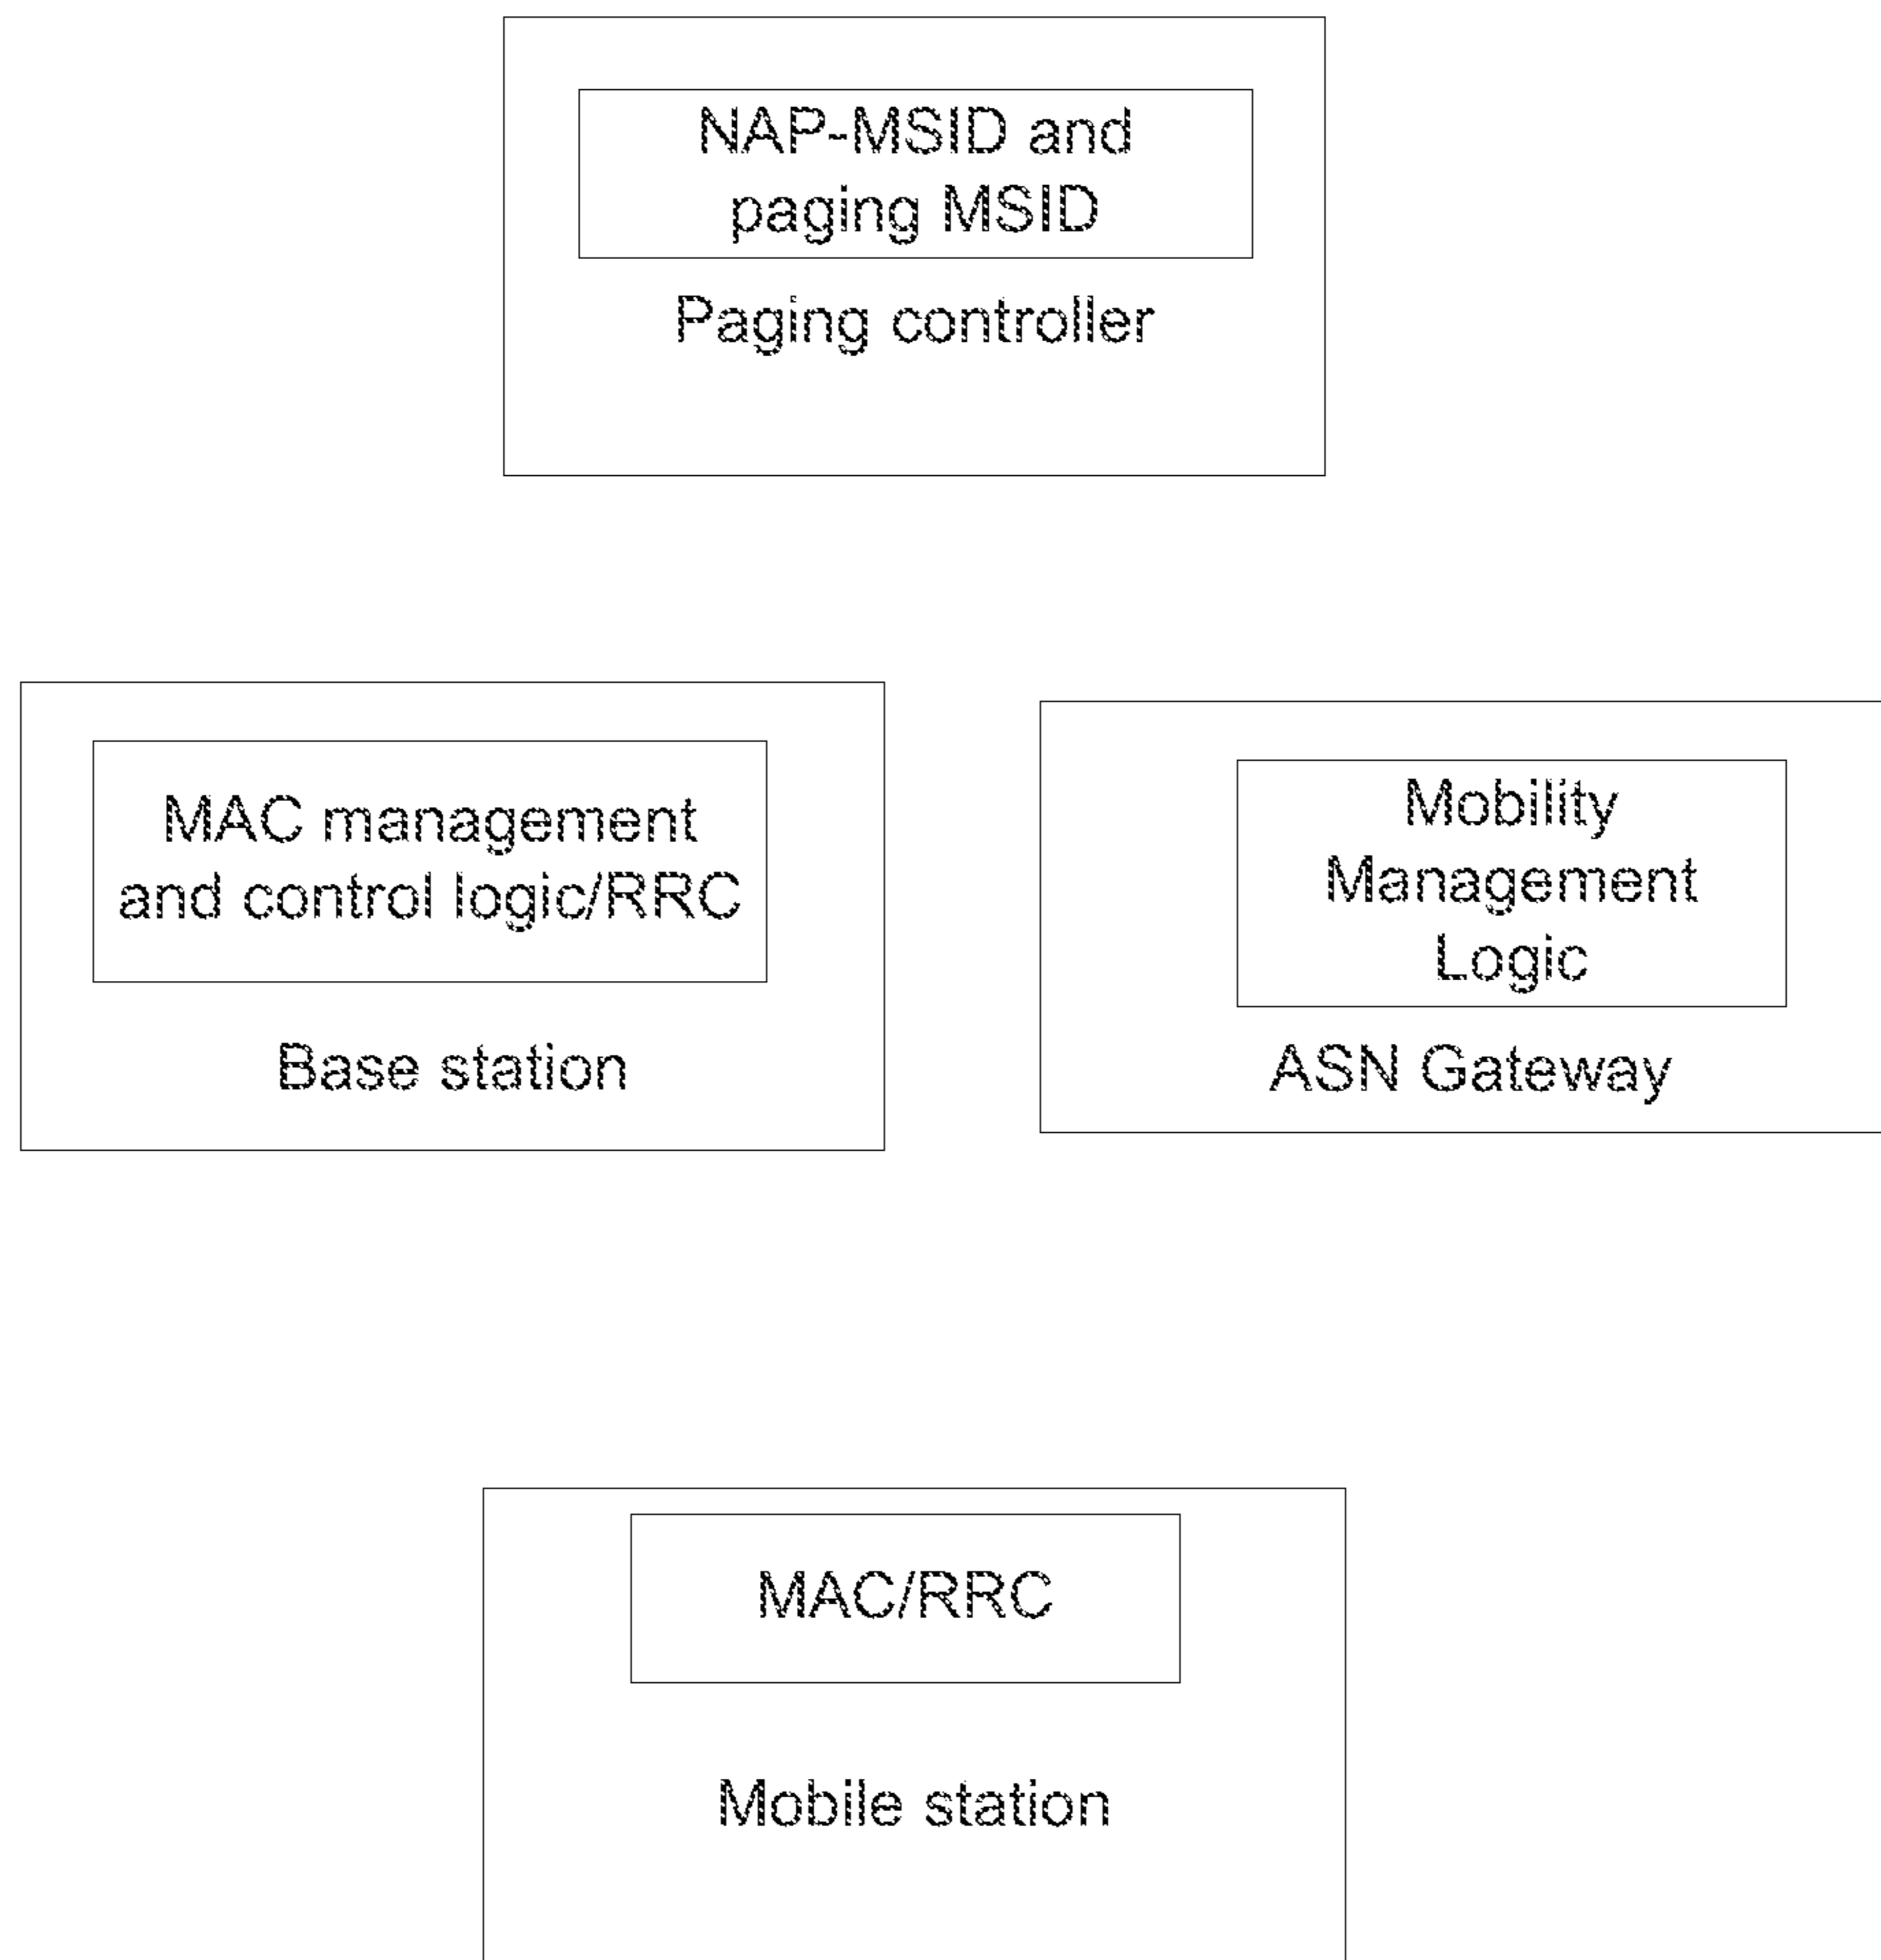 NAP-MSID and
paging MSID
Paging controller
MAC management
and control logic/RRC
Base station
Mobility
Management
Logic
ASN Gateway
MAC/RRC
Mobile station